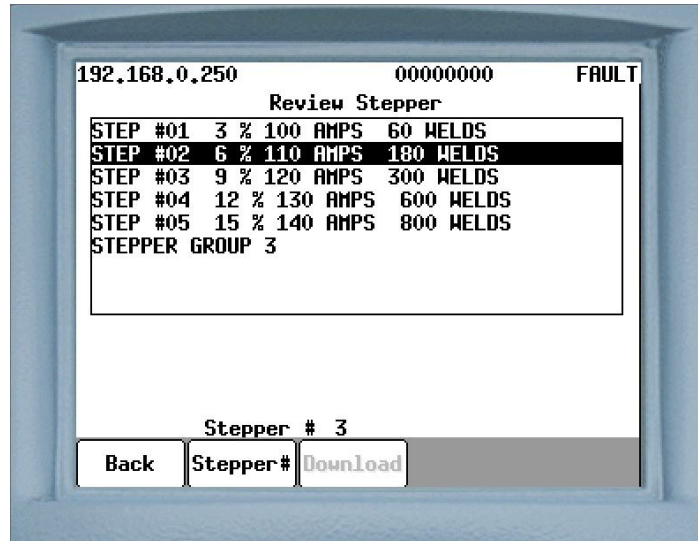 192.168.0.250 00000000 FAULT
Review Stepper
STEP #01 3 % 100 AMPS 60 WELDS
STEP #02 6 % 110 AMPS 180 WELDS
STEP #03 9 % 120 AMPS 300 WELDS
STEP #04 12 % 130 AMPS 600 WELDS
STEP #05 15 % 140 AMPS 800 WELDS
STEPPER GROUP 3
Stepper # 3
Back Stepper# Download